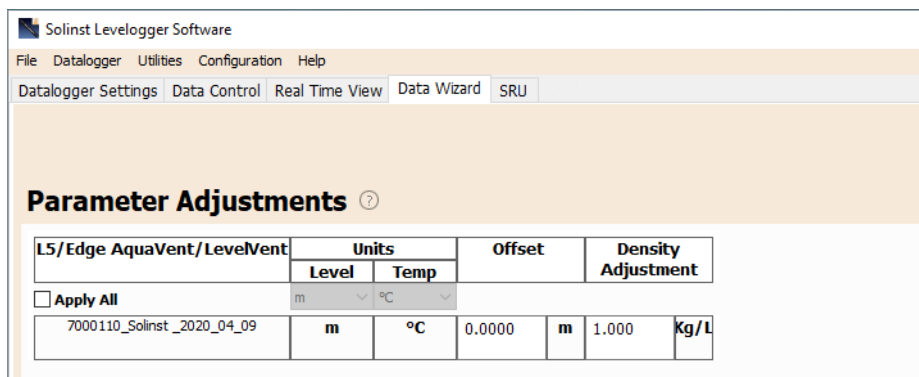 Solinst Levelogger Software
File Datalogger Utilities Configuration Help
Datalogger Settings Data Control Real Time View Data Wizard SRU
Parameter Adjustments ?
L5/Edge AquaVent/LevelVent Units Offset Density
Level Temp Adjustment
Apply All m °C
7000110_Solinst _2020_04_09 m °C 0.0000 m 1.000 Kg/L